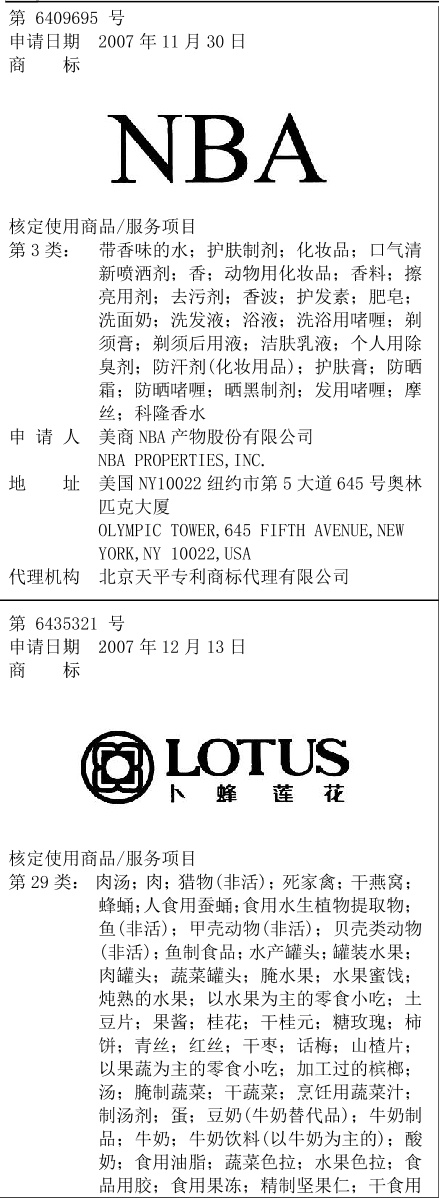 第 6409695 号
申请日期 2007 年 11 月 30 日
商 标
NBA
核定使用商品/服务项目
第 3 类： 带香味的水；护肤制剂；化妆品；口气清
新喷洒剂；香；动物用化妆品；香料；擦
亮用剂；去污剂；香波；护发素；肥皂；
洗面奶；洗发液；浴液；洗浴用啫喱；剃
须膏；剃须后用液；洁肤乳液；个人用除
臭剂；防汗剂(化妆用品)；护肤膏；防晒
霜；防晒啫喱；晒黑制剂；发用啫喱；摩
丝；科隆香水
申 请 人 美商 NBA 产物股份有限公司
NBA PROPERTIES,INC.
地 址 美国 NY10022 纽约市第 5 大道 645 号奥林
匹克大厦
OLYMPIC TOWER,645 FIFTH AVENUE,NEW
YORK,NY 10022,USA
代理机构 北京天平专利商标代理有限公司
第 6435321 号
申请日期 2007 年 12 月 13 日
商 标
LOTUS
卜蜂莲花
核定使用商品/服务项目
第 29 类： 肉汤；肉；猎物(非活)；死家禽；干燕窝；
蜂蛹；人食用蚕蛹；食用水生植物提取物；
鱼(非活)；甲壳动物(非活)；贝壳类动物
(非活)；鱼制食品；水产罐头；罐装水果；
肉罐头；蔬菜罐头；腌水果；水果蜜饯；
炖熟的水果；以水果为主的零食小吃；土
豆片；果酱；桂花；干桂元；糖玫瑰；柿
饼；青丝；红丝；干枣；话梅；山楂片；
以果蔬为主的零食小吃；加工过的槟榔；
汤；腌制蔬菜；干蔬菜；烹饪用蔬菜汁；
制汤剂；蛋；豆奶(牛奶替代品)；牛奶制
品；牛奶；牛奶饮料(以牛奶为主的)；酸
奶；食用油脂；蔬菜色拉；水果色拉；食
品用胶；食用果冻；精制坚果仁；干食用